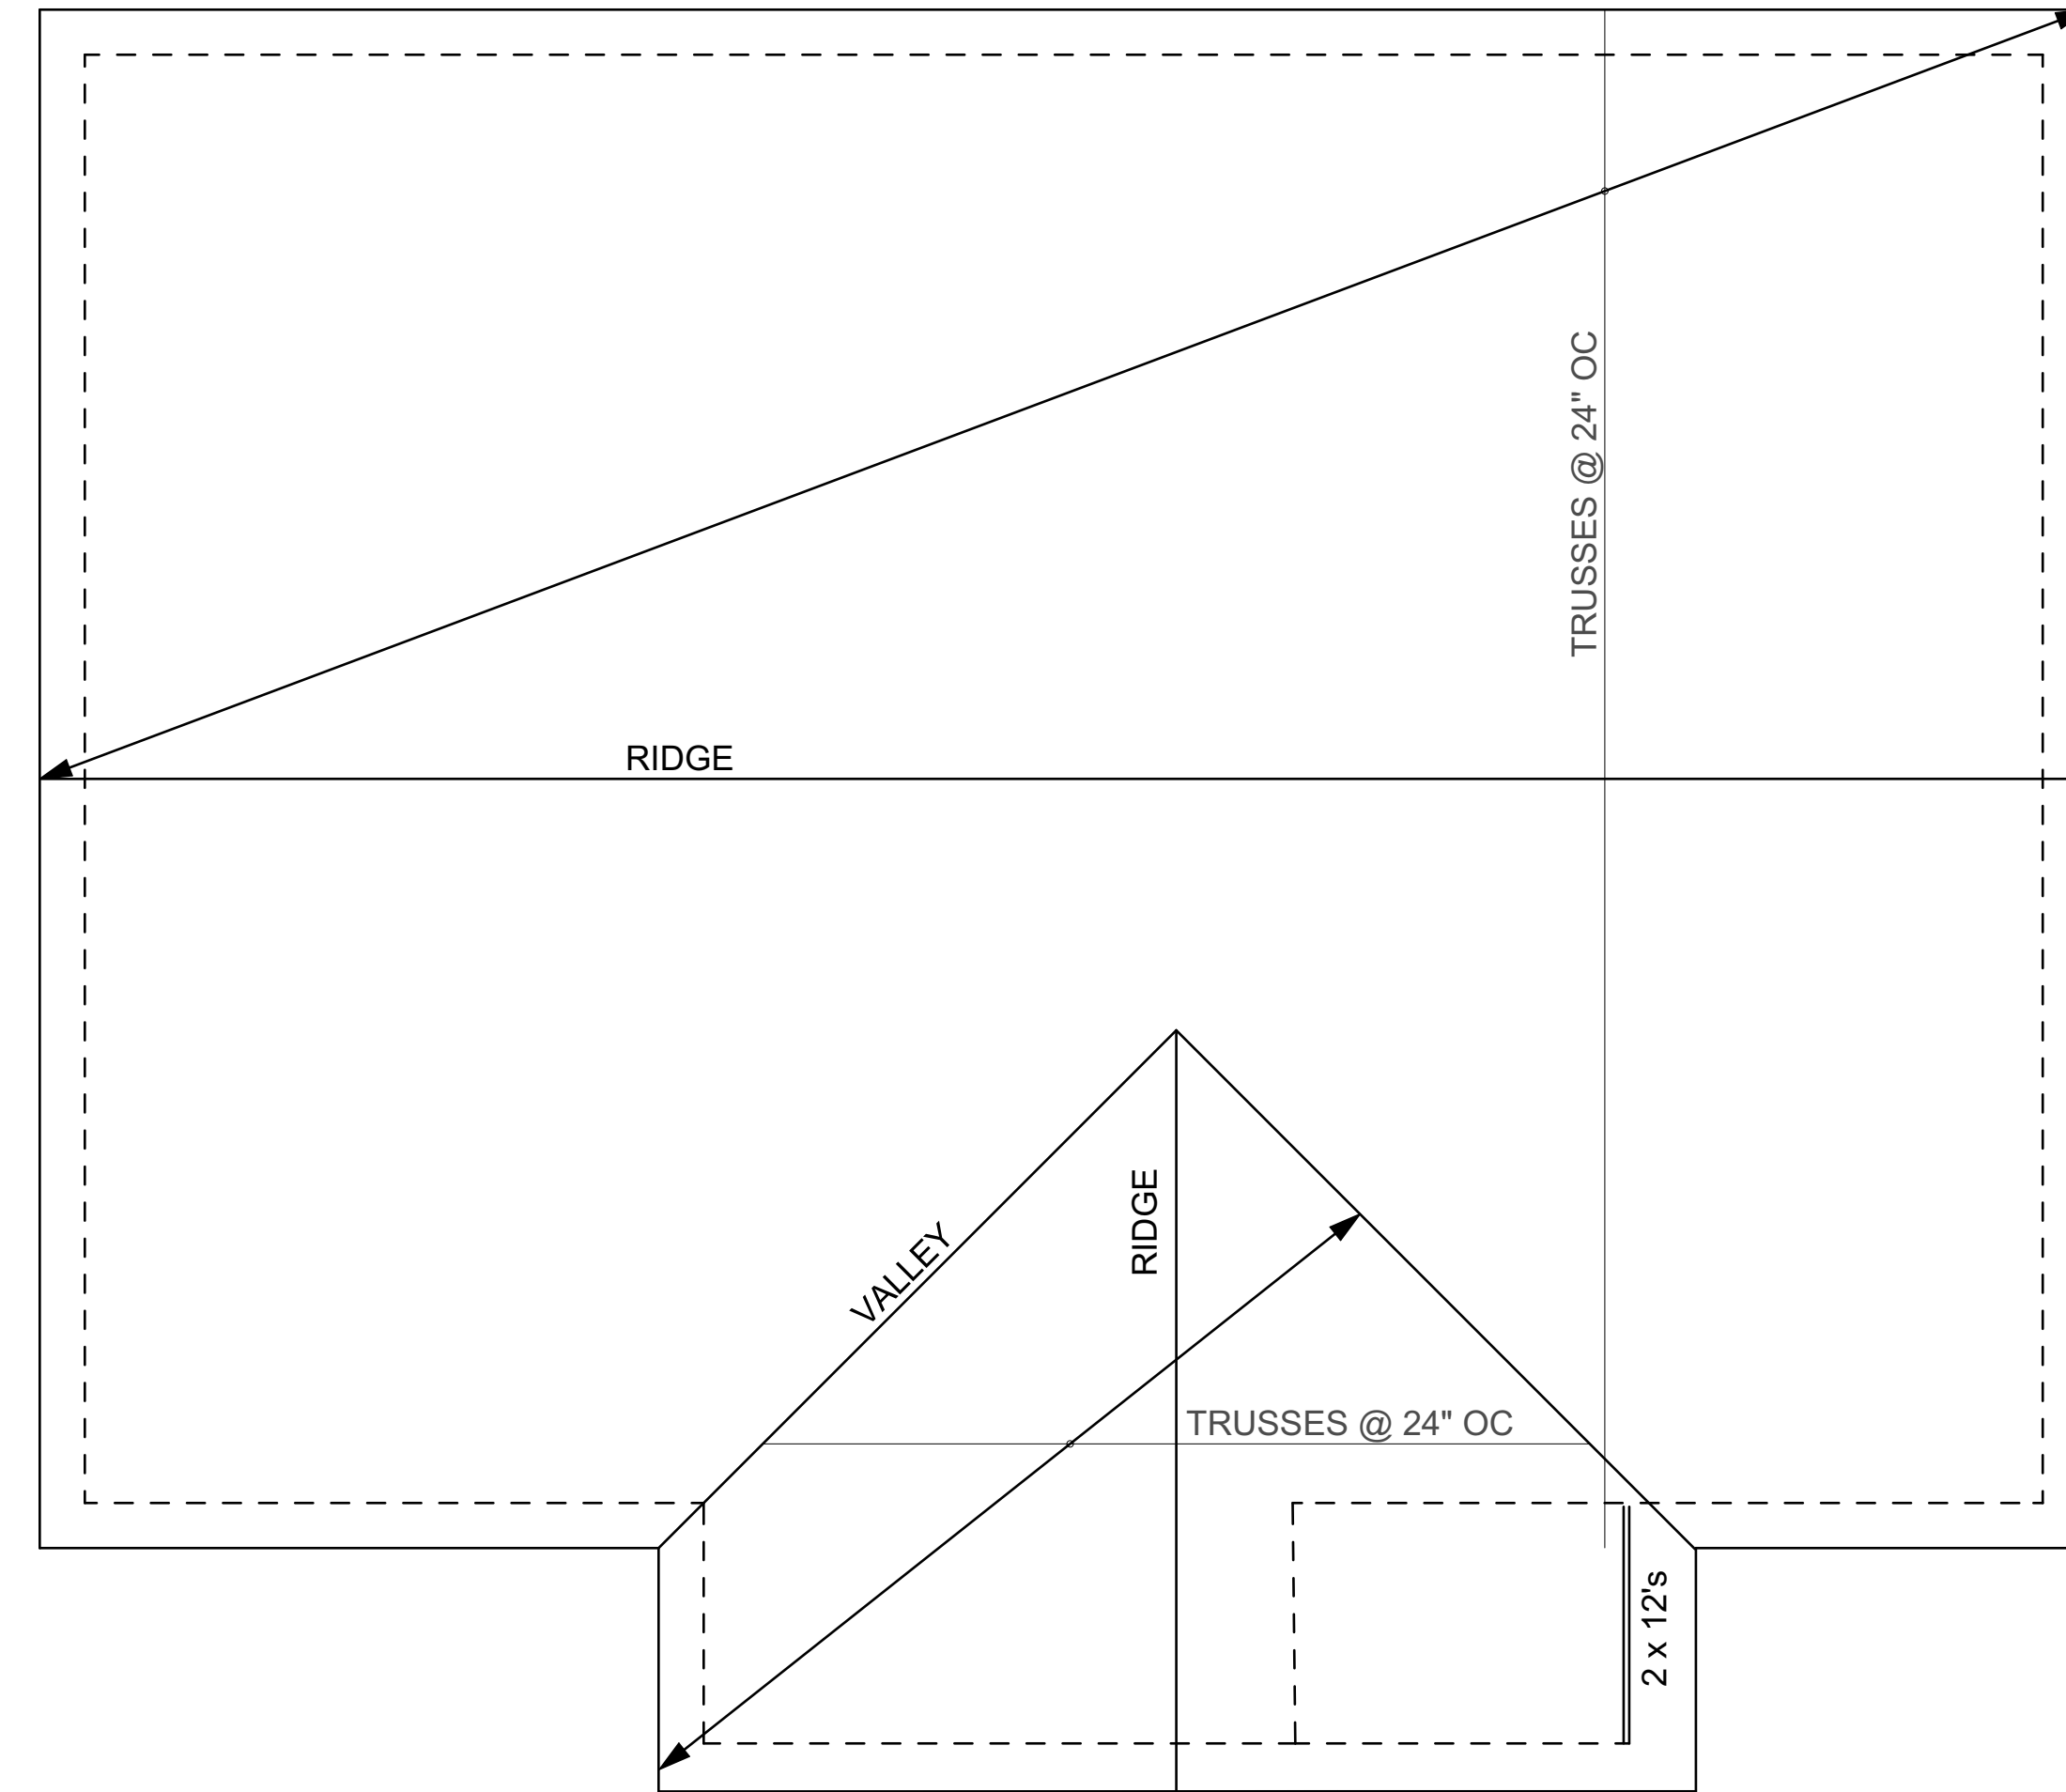 TRUSSES @ 24" OC
RIDGE
RIDGE
VALLEY
TRUSSES @ 24" OC
2 x 12's